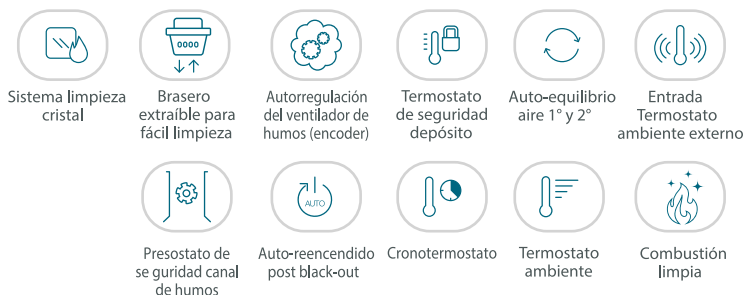 Sistema limpieza
cristal
Brasero
extraíble para
fácil limpieza
Autorregulación
del ventilador de
humos (encoder)
Termostato
de seguridad
depósito
Auto-equilibrio
aire 1° y 2°
Entrada
Termostato
ambiente externo
Presostato de
se guridad canal
de humos
AUTO
Auto-reencendido
post black-out
Cronotermostato
Termostato
ambiente
Combustión
limpia